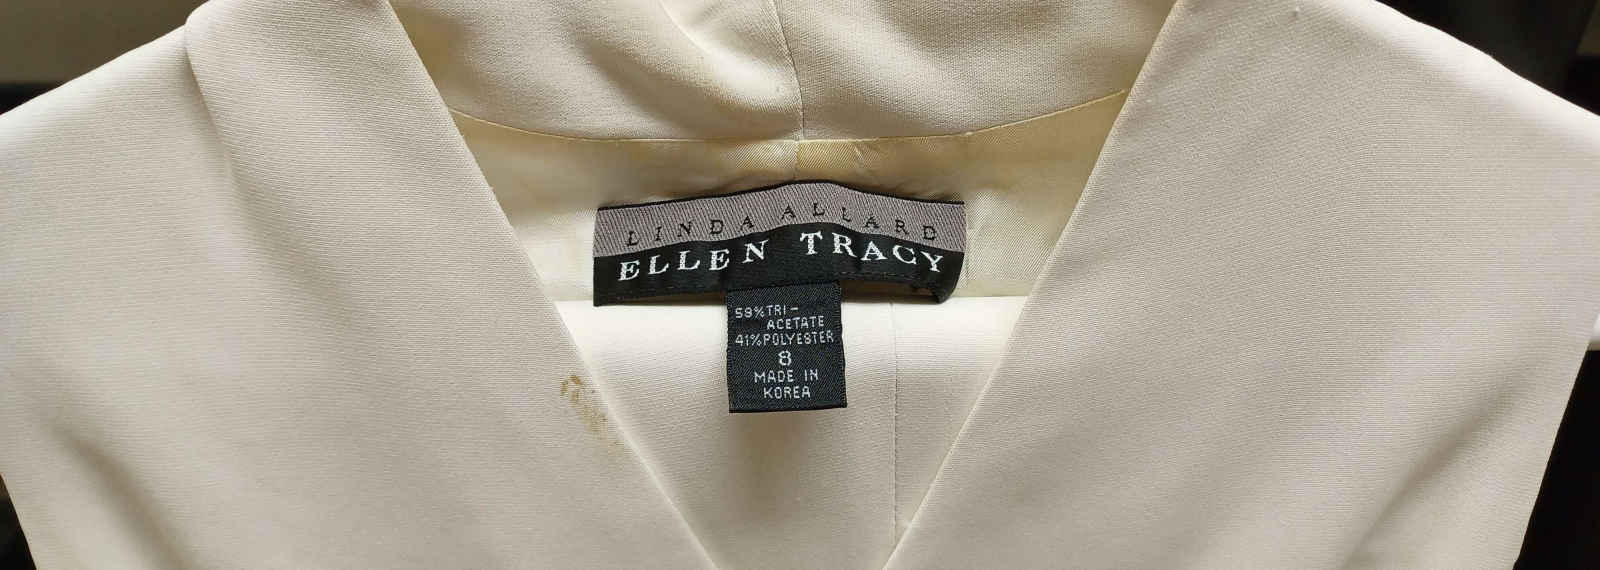 LINDA ALLARD
ELLEN TRACY
59%TRI-
ACETATE
41%POLYESTER
8
MADE IN
KOREA